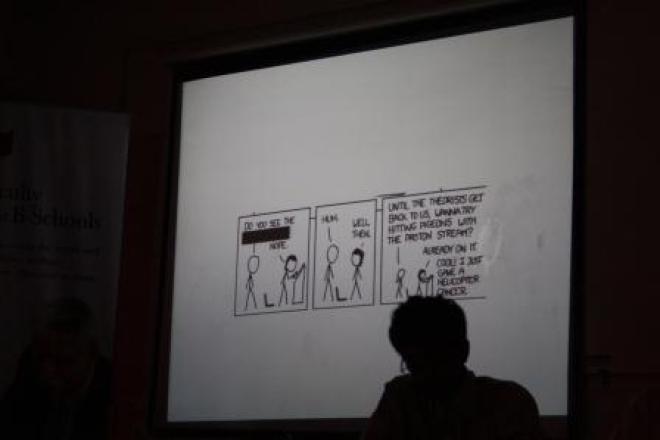 DO YOU SEE THE
NOPE.
HUH.
WELL
THEN.
UNTIL THE THEORISTS GET
BACK TO US, WANNA TRY
HITTING PIGEONS WITH
THE PROTON STREAM?
ALREADY ON IT.
COOL! I JUST
GAVE A
HELICOPTER
CANCER.
B-Schools